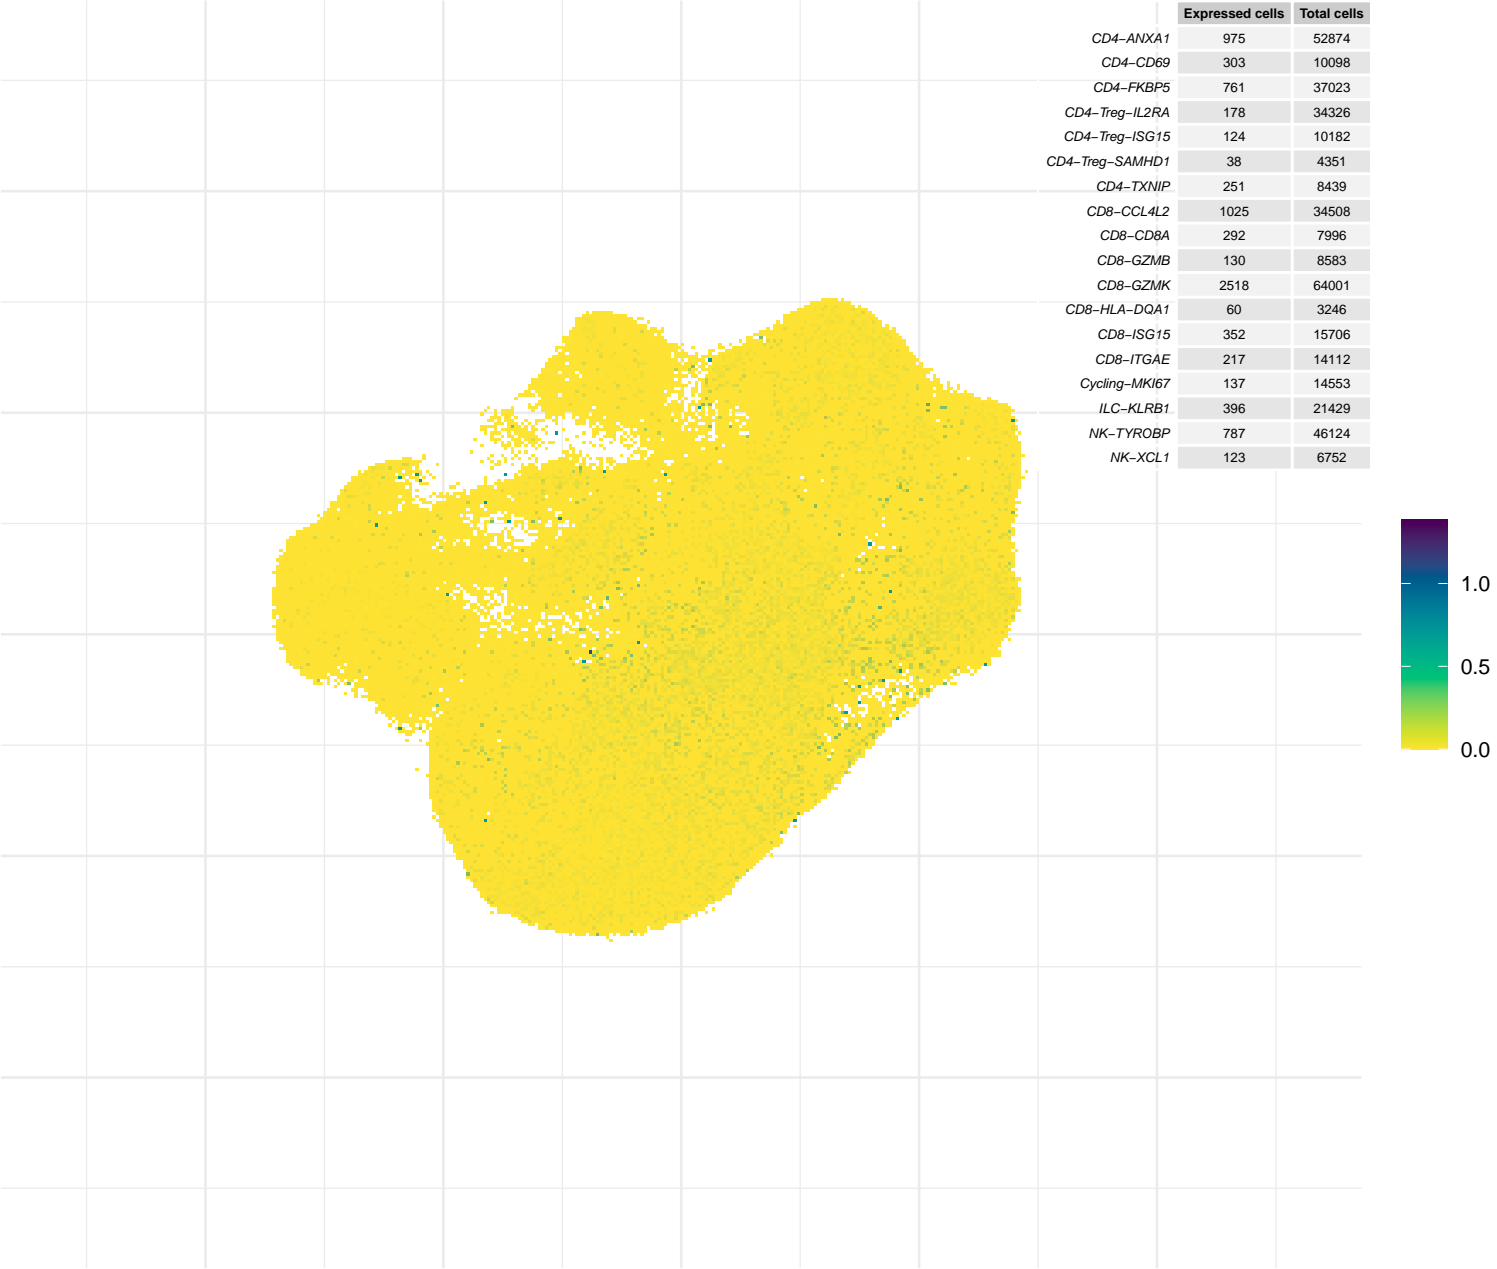 Expressed cells Total cells
CD4−ANXA1 975 52874
CD4−CD69 303 10098
CD4−FKBP5 761 37023
CD4−Treg−IL2RA 178 34326
CD4−Treg−ISG15 124 10182
CD4−Treg−SAMHD1 38 4351
CD4−TXNIP 251 8439
CD8−CCL4L2 1025 34508
CD8−CD8A 292 7996
CD8−GZMB 130 8583
CD8−GZMK 2518 64001
CD8−HLA−DQA1 60 3246
CD8−ISG15 352 15706
CD8−ITGAE 217 14112
Cycling−MKI67 137 14553
ILC−KLRB1 396 21429
NK−TYROBP 787 46124
NK−XCL1 123 6752
1.0
0.5
0.0